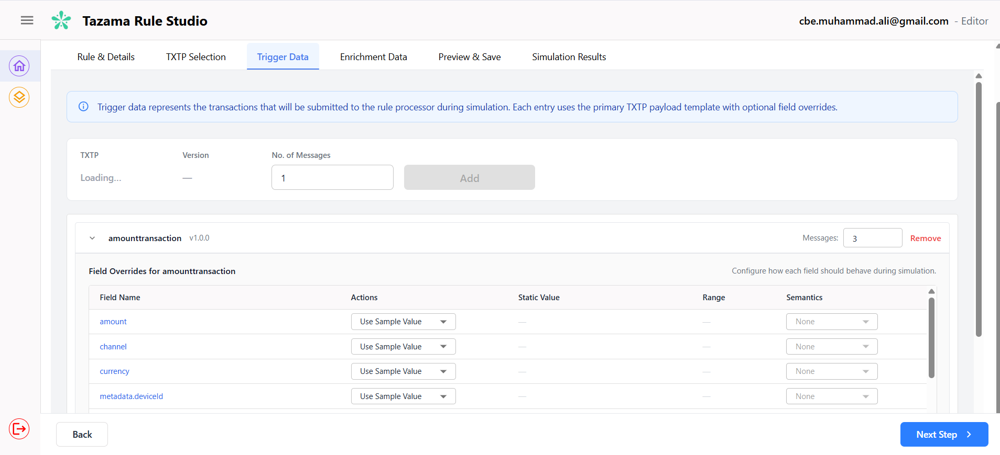 Tazama Rule Studio
cbe.muhammad.ali@gmail.com - Editor
Rule & Details TXTP Selection Trigger Data Enrichment Data Preview & Save Simulation Results
Trigger data represents the transactions that will be submitted to the rule processor during simulation. Each entry uses the primary TXTP payload template with optional field overrides.
TXTP Version No. of Messages
Loading... — 1 Add
amounttransaction v1.0.0 Messages: 3 Remove
Field Overrides for amounttransaction Configure how each field should behave during simulation.
Field Name Actions Static Value Range Semantics
amount Use Sample Value — — None
channel Use Sample Value — — None
currency Use Sample Value — — None
metadata.deviceId Use Sample Value — — None
Back Next Step